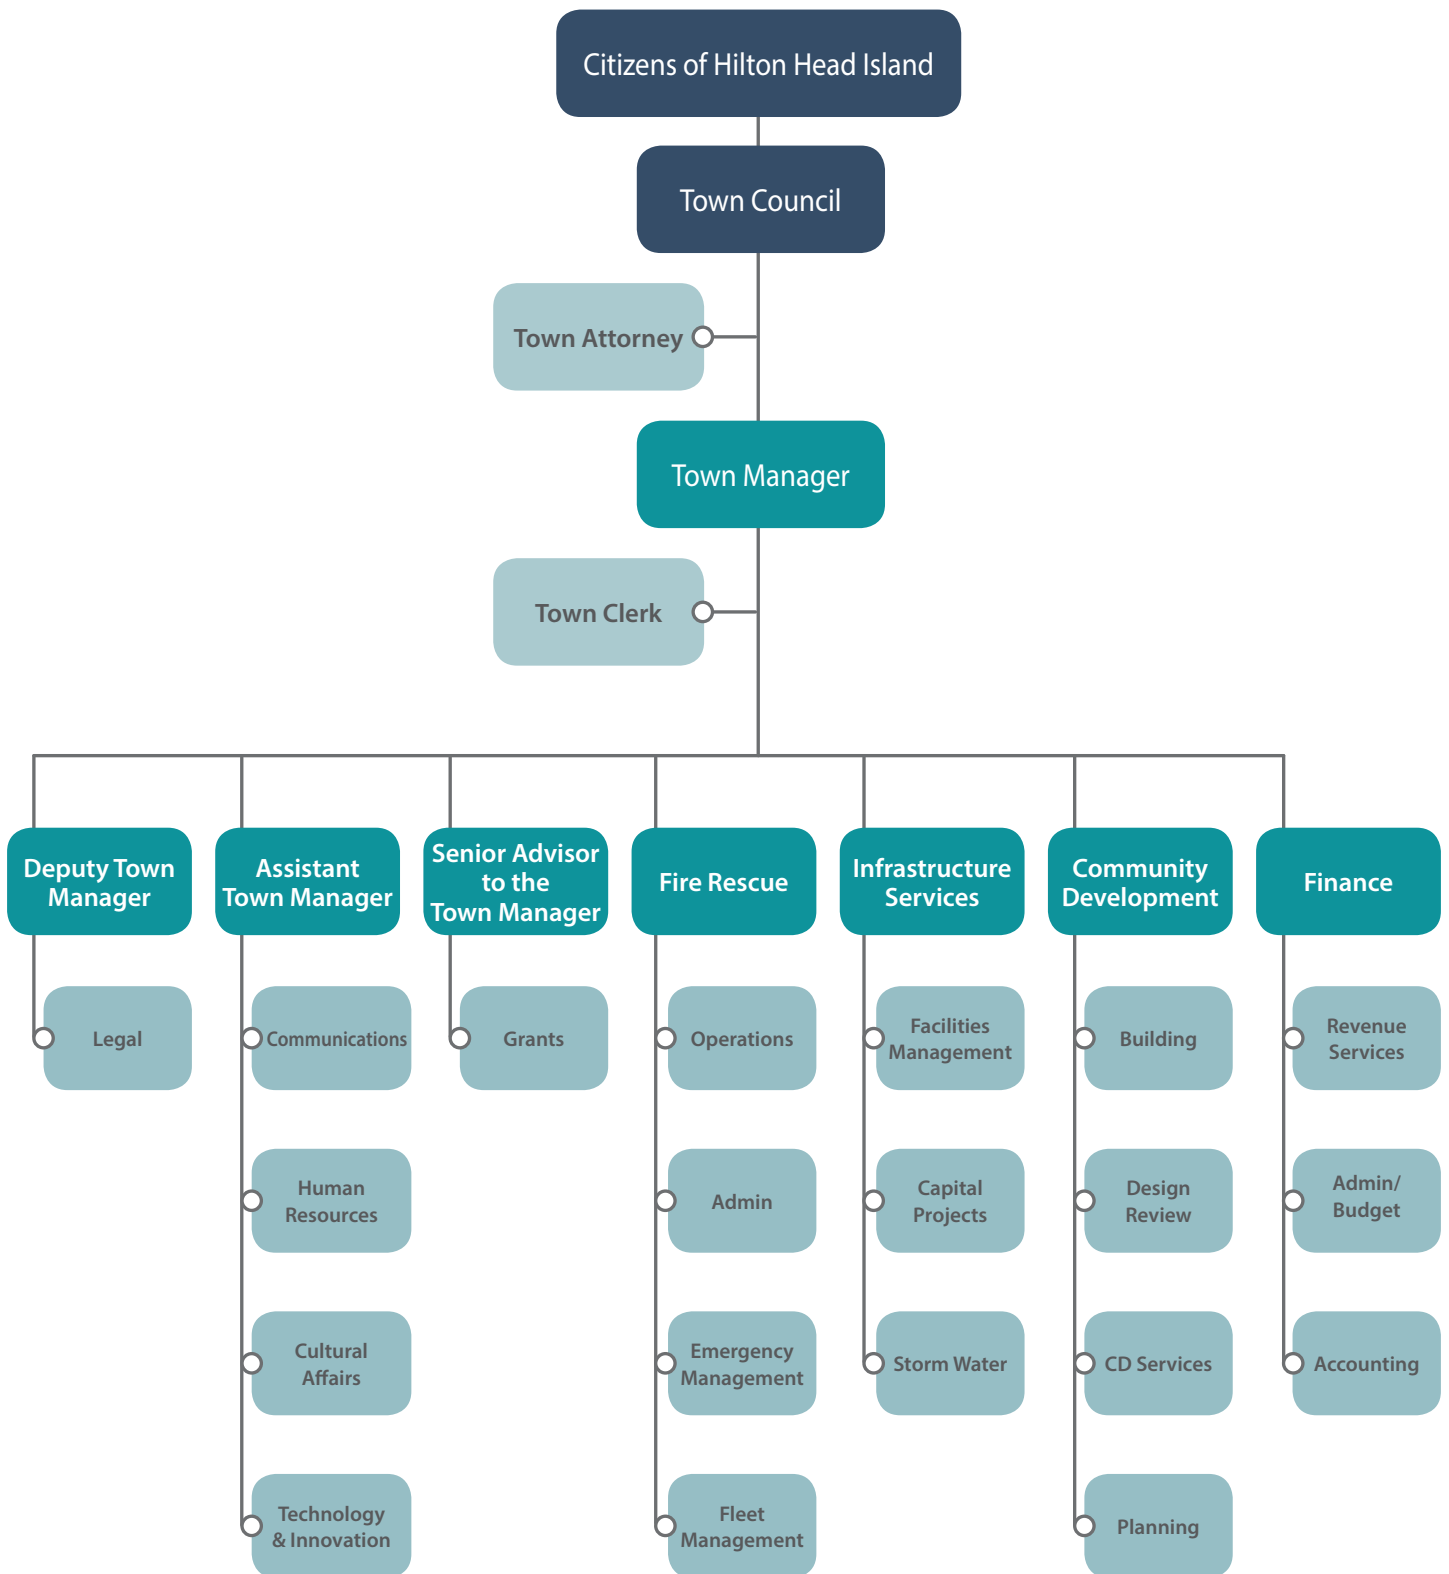 Citizens of Hilton Head Island
Town Council
Town Attorney
Town Manager
Town Clerk
Deputy Town
Manager
Assistant
Town Manager
Senior Advisor
to the
Town Manager
Fire Rescue
Infrastructure
Services
Community
Development
Finance
Legal
Communications
Grants
Operations
Facilities
Management
Building
Revenue
Services
Human
Resources
Admin
Capital
Projects
Design
Review
Admin/
Budget
Cultural
Affairs
Emergency
Management
Storm Water
CD Services
Accounting
Technology
& Innovation
Fleet
Management
Planning